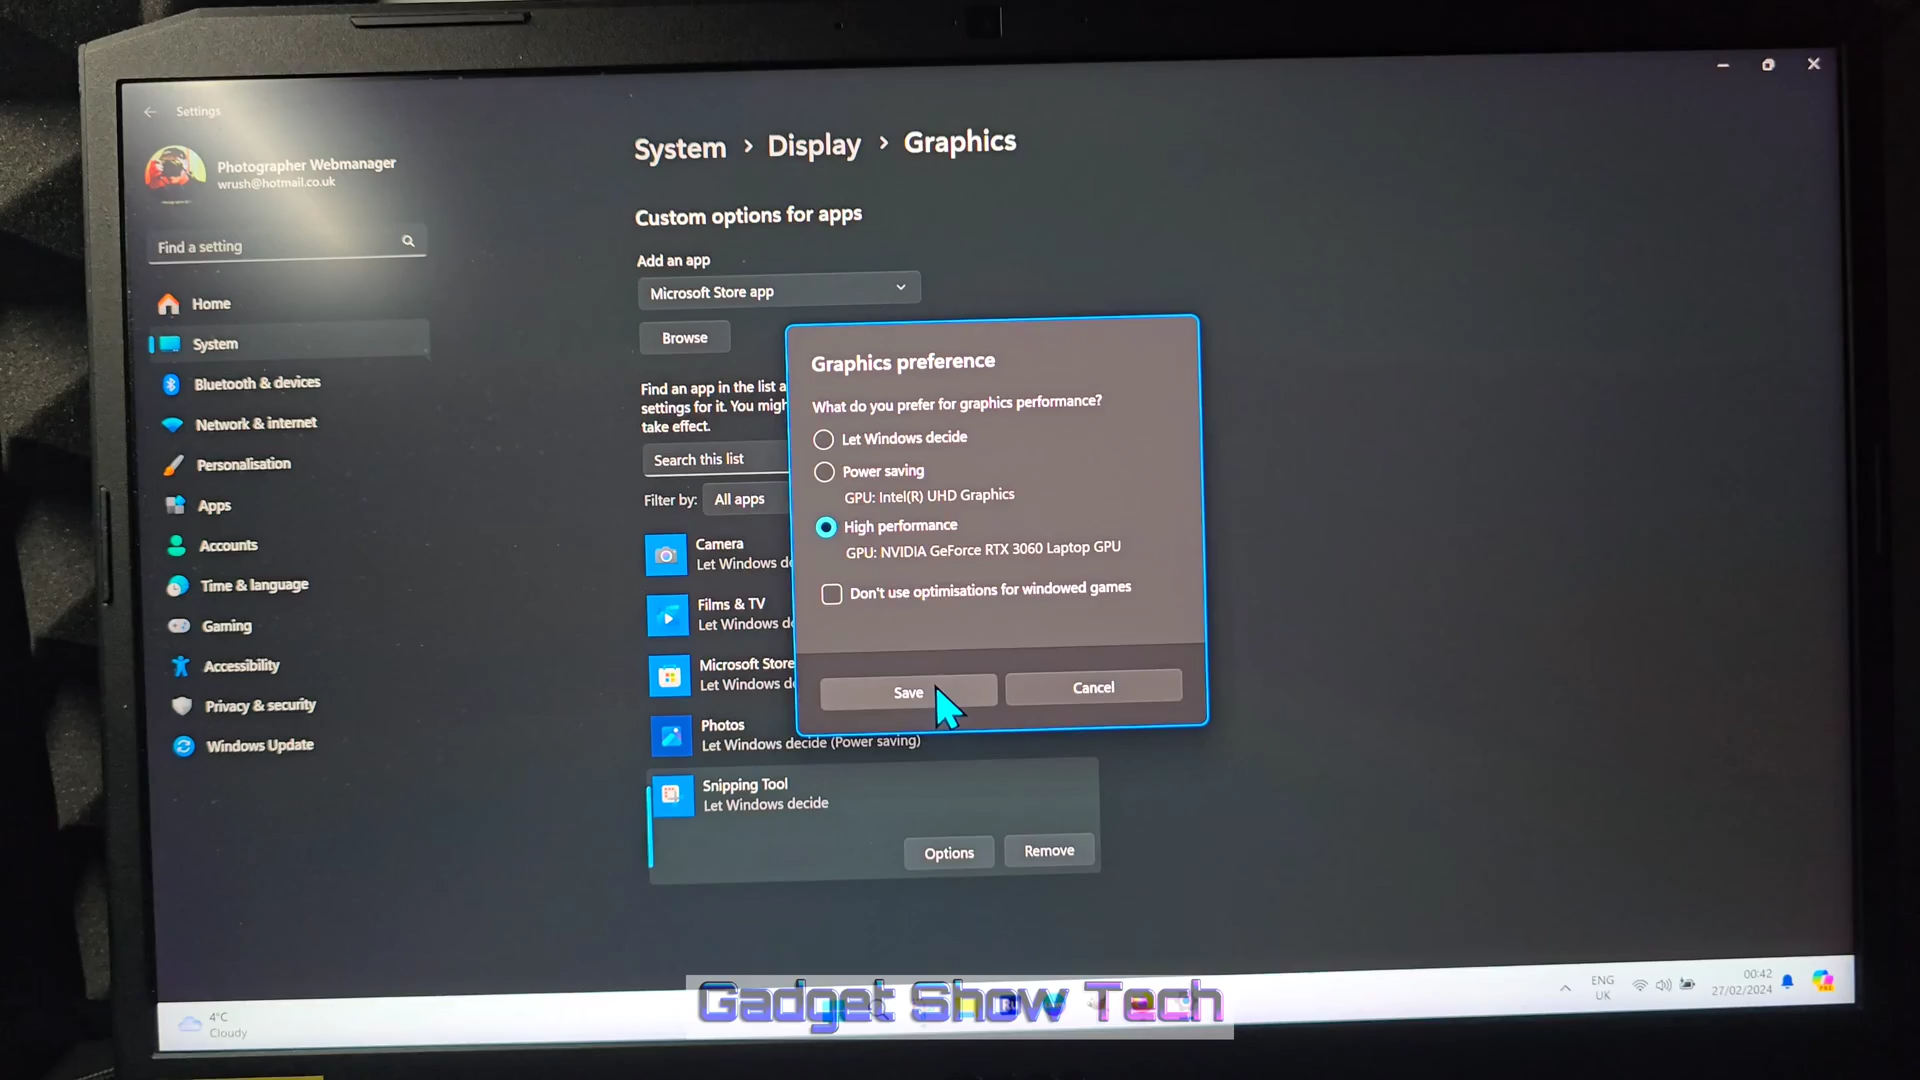 Settings
Photographer Webmanager
wrush@hotmail.co.uk
Find a setting
Home
System
Bluetooth & devices
Network & internet
Personalisation
Apps
Accounts
Time & language
Gaming
Accessibility
Privacy & security
Windows Update
System > Display > Graphics
Custom options for apps
Add an app
Microsoft Store app
Browse
Find an app in the list a
settings for it. You migh
take effect.
Search this list
Filter by: All apps
Camera
Let Windows de
Films & TV
Let Windows de
Microsoft Store
Let Windows de
Photos
Let Windows decide (Power saving)
Snipping Tool
Let Windows decide
Options
Remove
Graphics preference
What do you prefer for graphics performance?
Let Windows decide
Power saving
GPU: Intel(R) UHD Graphics
High performance
GPU: NVIDIA GeForce RTX 3060 Laptop GPU
Don't use optimisations for windowed games
Save
Cancel
4°C
Cloudy
Gadget Show Tech
ENG
UK
00:42
27/02/2024